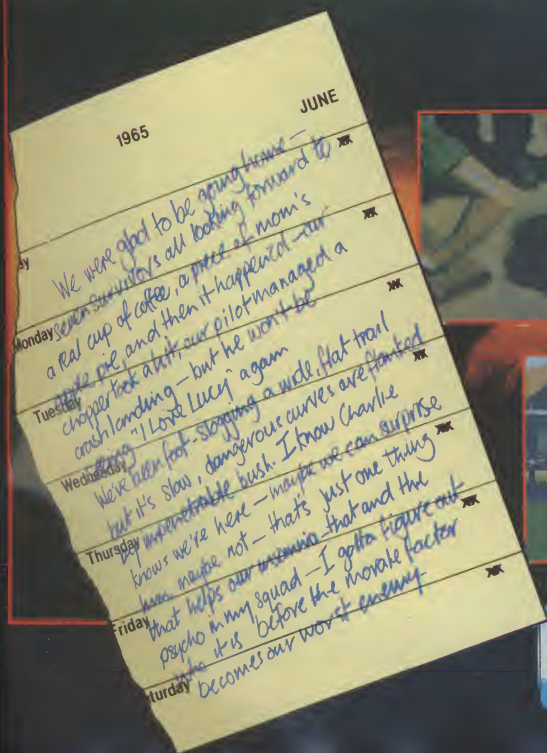 1965
JUNE
We were glad to be going home –
seven survivors all looking forward to
a real cup of coffee, a piece of mom's
apple pie, and then it happened – our
chopper took a hit, our pilot managed a
crash landing – but he won't be
seeing "I Love Lucy" again
We've been foot-slogging a wide, flat trail
but it's slow, dangerous curves are flanked
by impenetrable bush. I know Charlie
knows we're here – maybe we can surprise
him, maybe not – that's just one thing
that helps our insomnia – that and the
psycho in my squad – I gotta figure out
who it is before the morale factor
becomes our worst enemy
ay
Monday
Tuesday
Wednesday
Thursday
Friday
turday